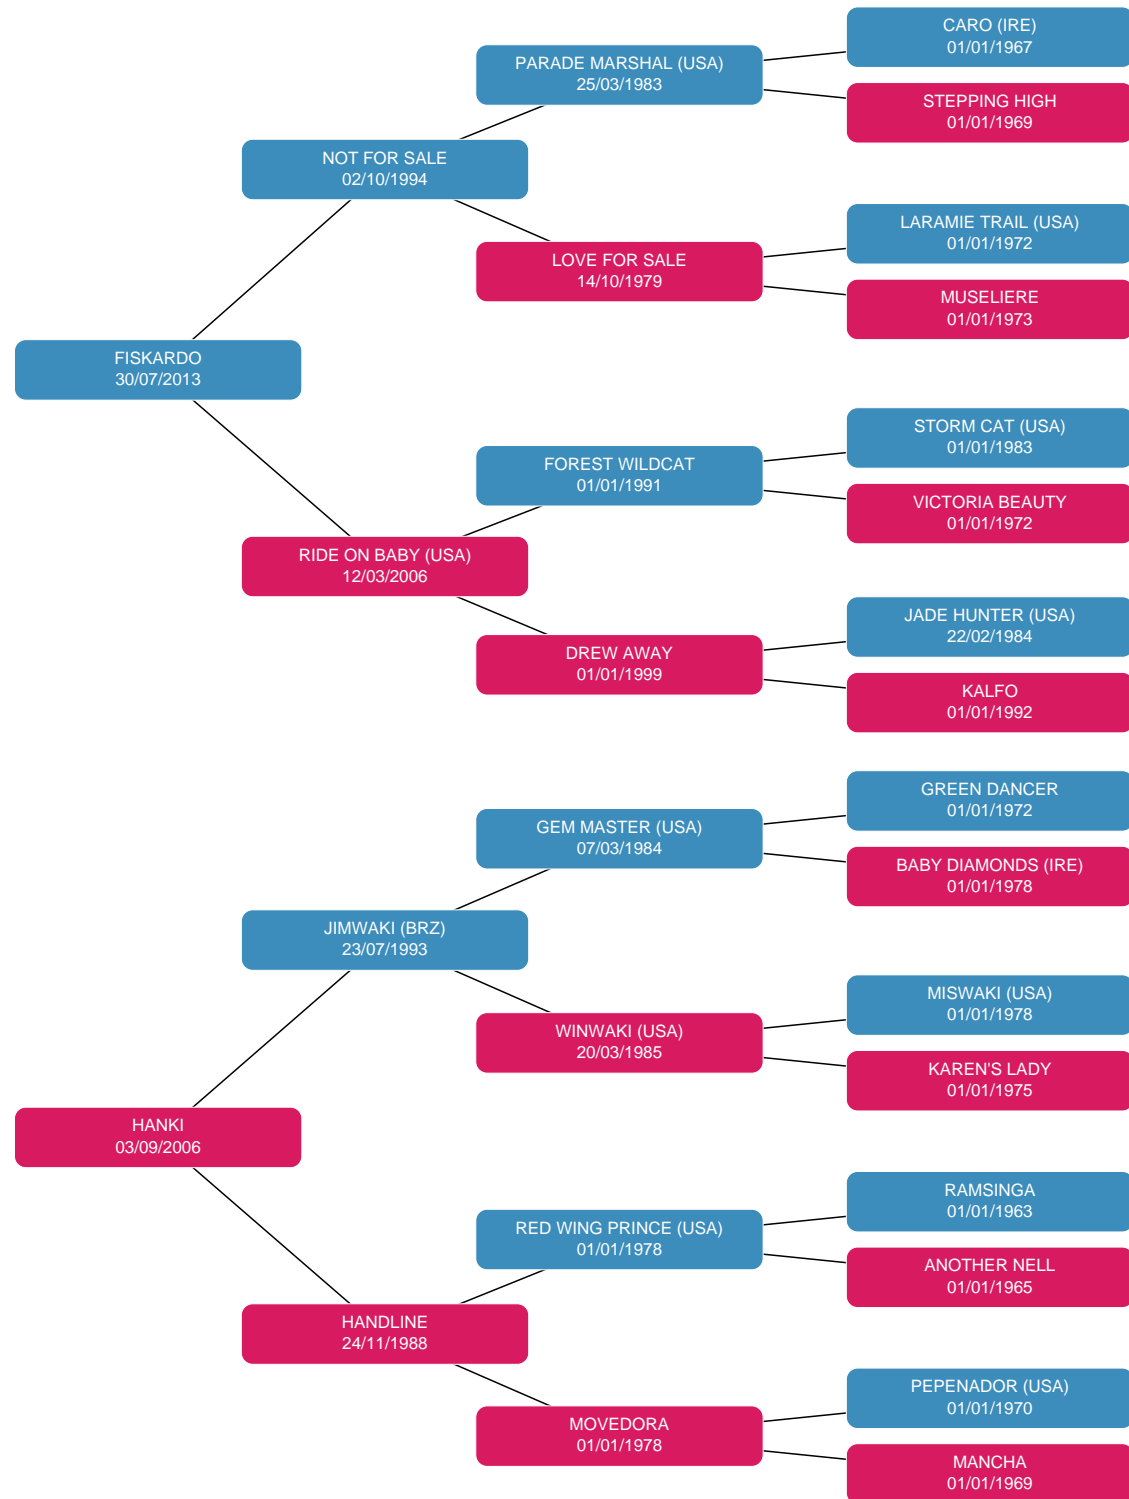 CARO (IRE)
01/01/1967
PARADE MARSHAL (USA)
25/03/1983
STEPPING HIGH
01/01/1969
NOT FOR SALE
02/10/1994
LARAMIE TRAIL (USA)
01/01/1972
LOVE FOR SALE
14/10/1979
MUSELIERE
01/01/1973
FISKARDO
30/07/2013
STORM CAT (USA)
01/01/1983
FOREST WILDCAT
01/01/1991
VICTORIA BEAUTY
01/01/1972
RIDE ON BABY (USA)
12/03/2006
JADE HUNTER (USA)
22/02/1984
DREW AWAY
01/01/1999
KALFO
01/01/1992
GREEN DANCER
01/01/1972
GEM MASTER (USA)
07/03/1984
BABY DIAMONDS (IRE)
01/01/1978
JIMWAKI (BRZ)
23/07/1993
MISWAKI (USA)
01/01/1978
WINWAKI (USA)
20/03/1985
KAREN'S LADY
01/01/1975
HANKI
03/09/2006
RAMSINGA
01/01/1963
RED WING PRINCE (USA)
01/01/1978
ANOTHER NELL
01/01/1965
HANDLINE
24/11/1988
PEPENADOR (USA)
01/01/1970
MOVEDORA
01/01/1978
MANCHA
01/01/1969